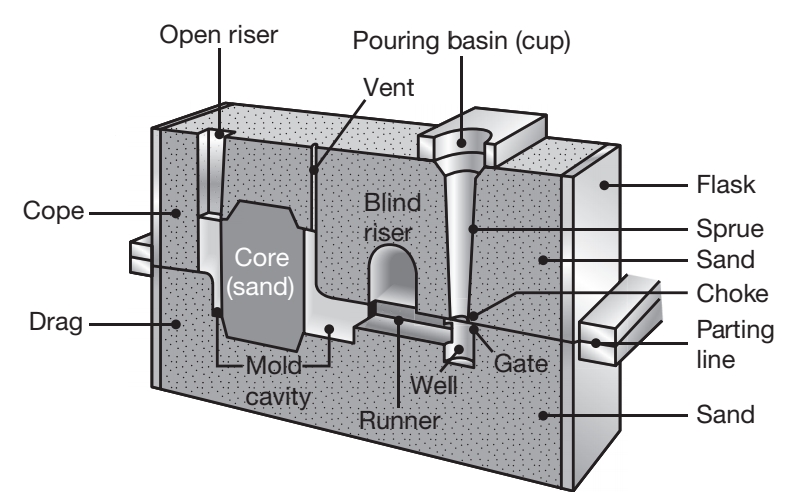 Open riser
Pouring basin (cup)
Vent
Flask
Cope
Blind
riser
Sprue
Core
(sand)
Sand
Choke
Drag
Parting
line
Mold
cavity
Gate
Well
Runner
Sand